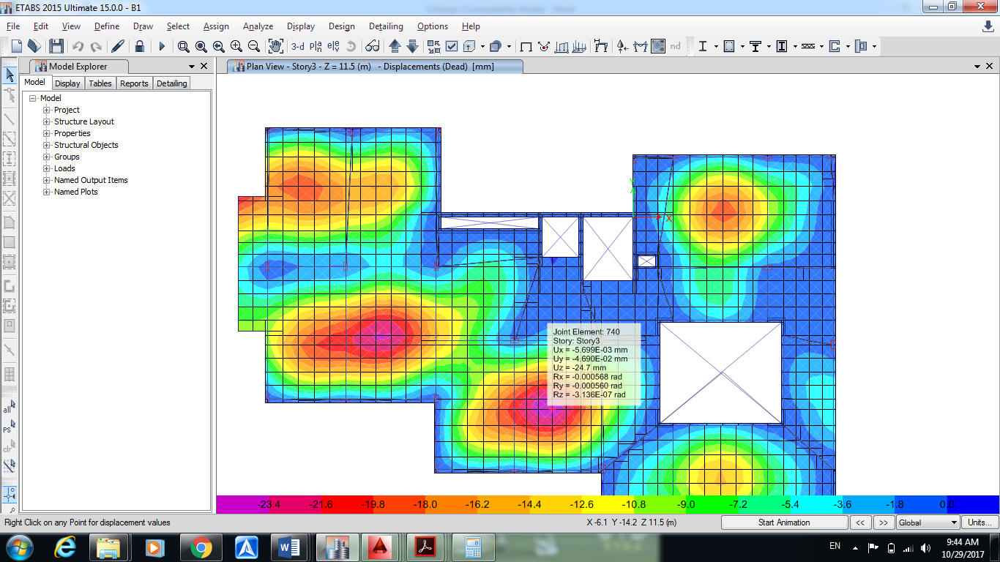 ETABS 2015 Ultimate 15.0.0 - B1
File Edit View Define Draw Select Assign Analyze Display Design Detailing Options Help
3-d Pla ele nd
Model Explorer
Plan View - Story3 - Z = 11.5 (m) - Displacements (Dead) [mm]
Model Display Tables Reports Detailing
Model
Project
Structure Layout
Properties
Structural Objects
Groups
Loads
Named Output Items
Named Plots
Y
X
Joint Element: 740
Story: Story3
Ux = -5.699E-03 mm
Uy = -4.690E-02 mm
Uz = -24.7 mm
Rx = -0.000568 rad
Ry = -0.000560 rad
Rz = -3.136E-07 rad
all
PS
clr
-23.4 -21.6 -19.8 -18.0 -16.2 -14.4 -12.6 -10.8 -9.0 -7.2 -5.4 -3.6 -1.8 0.0
Right Click on any Point for displacement values
X -6.1 Y -14.2 Z 11.5 (m)
Start Animation
<<
>>
Global
Units...
EN
9:44 AM
10/29/2017